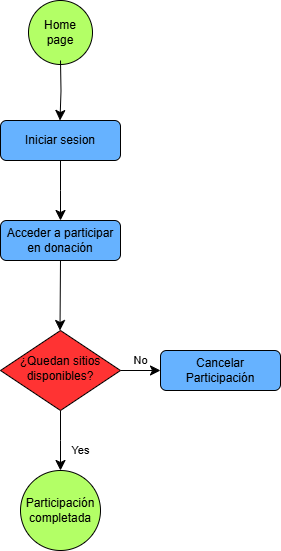 Home
page
Iniciar sesion
Acceder a participar
en donación
¿Quedan sitios
disponibles?
No
Cancelar
Participación
Yes
Participación
completada